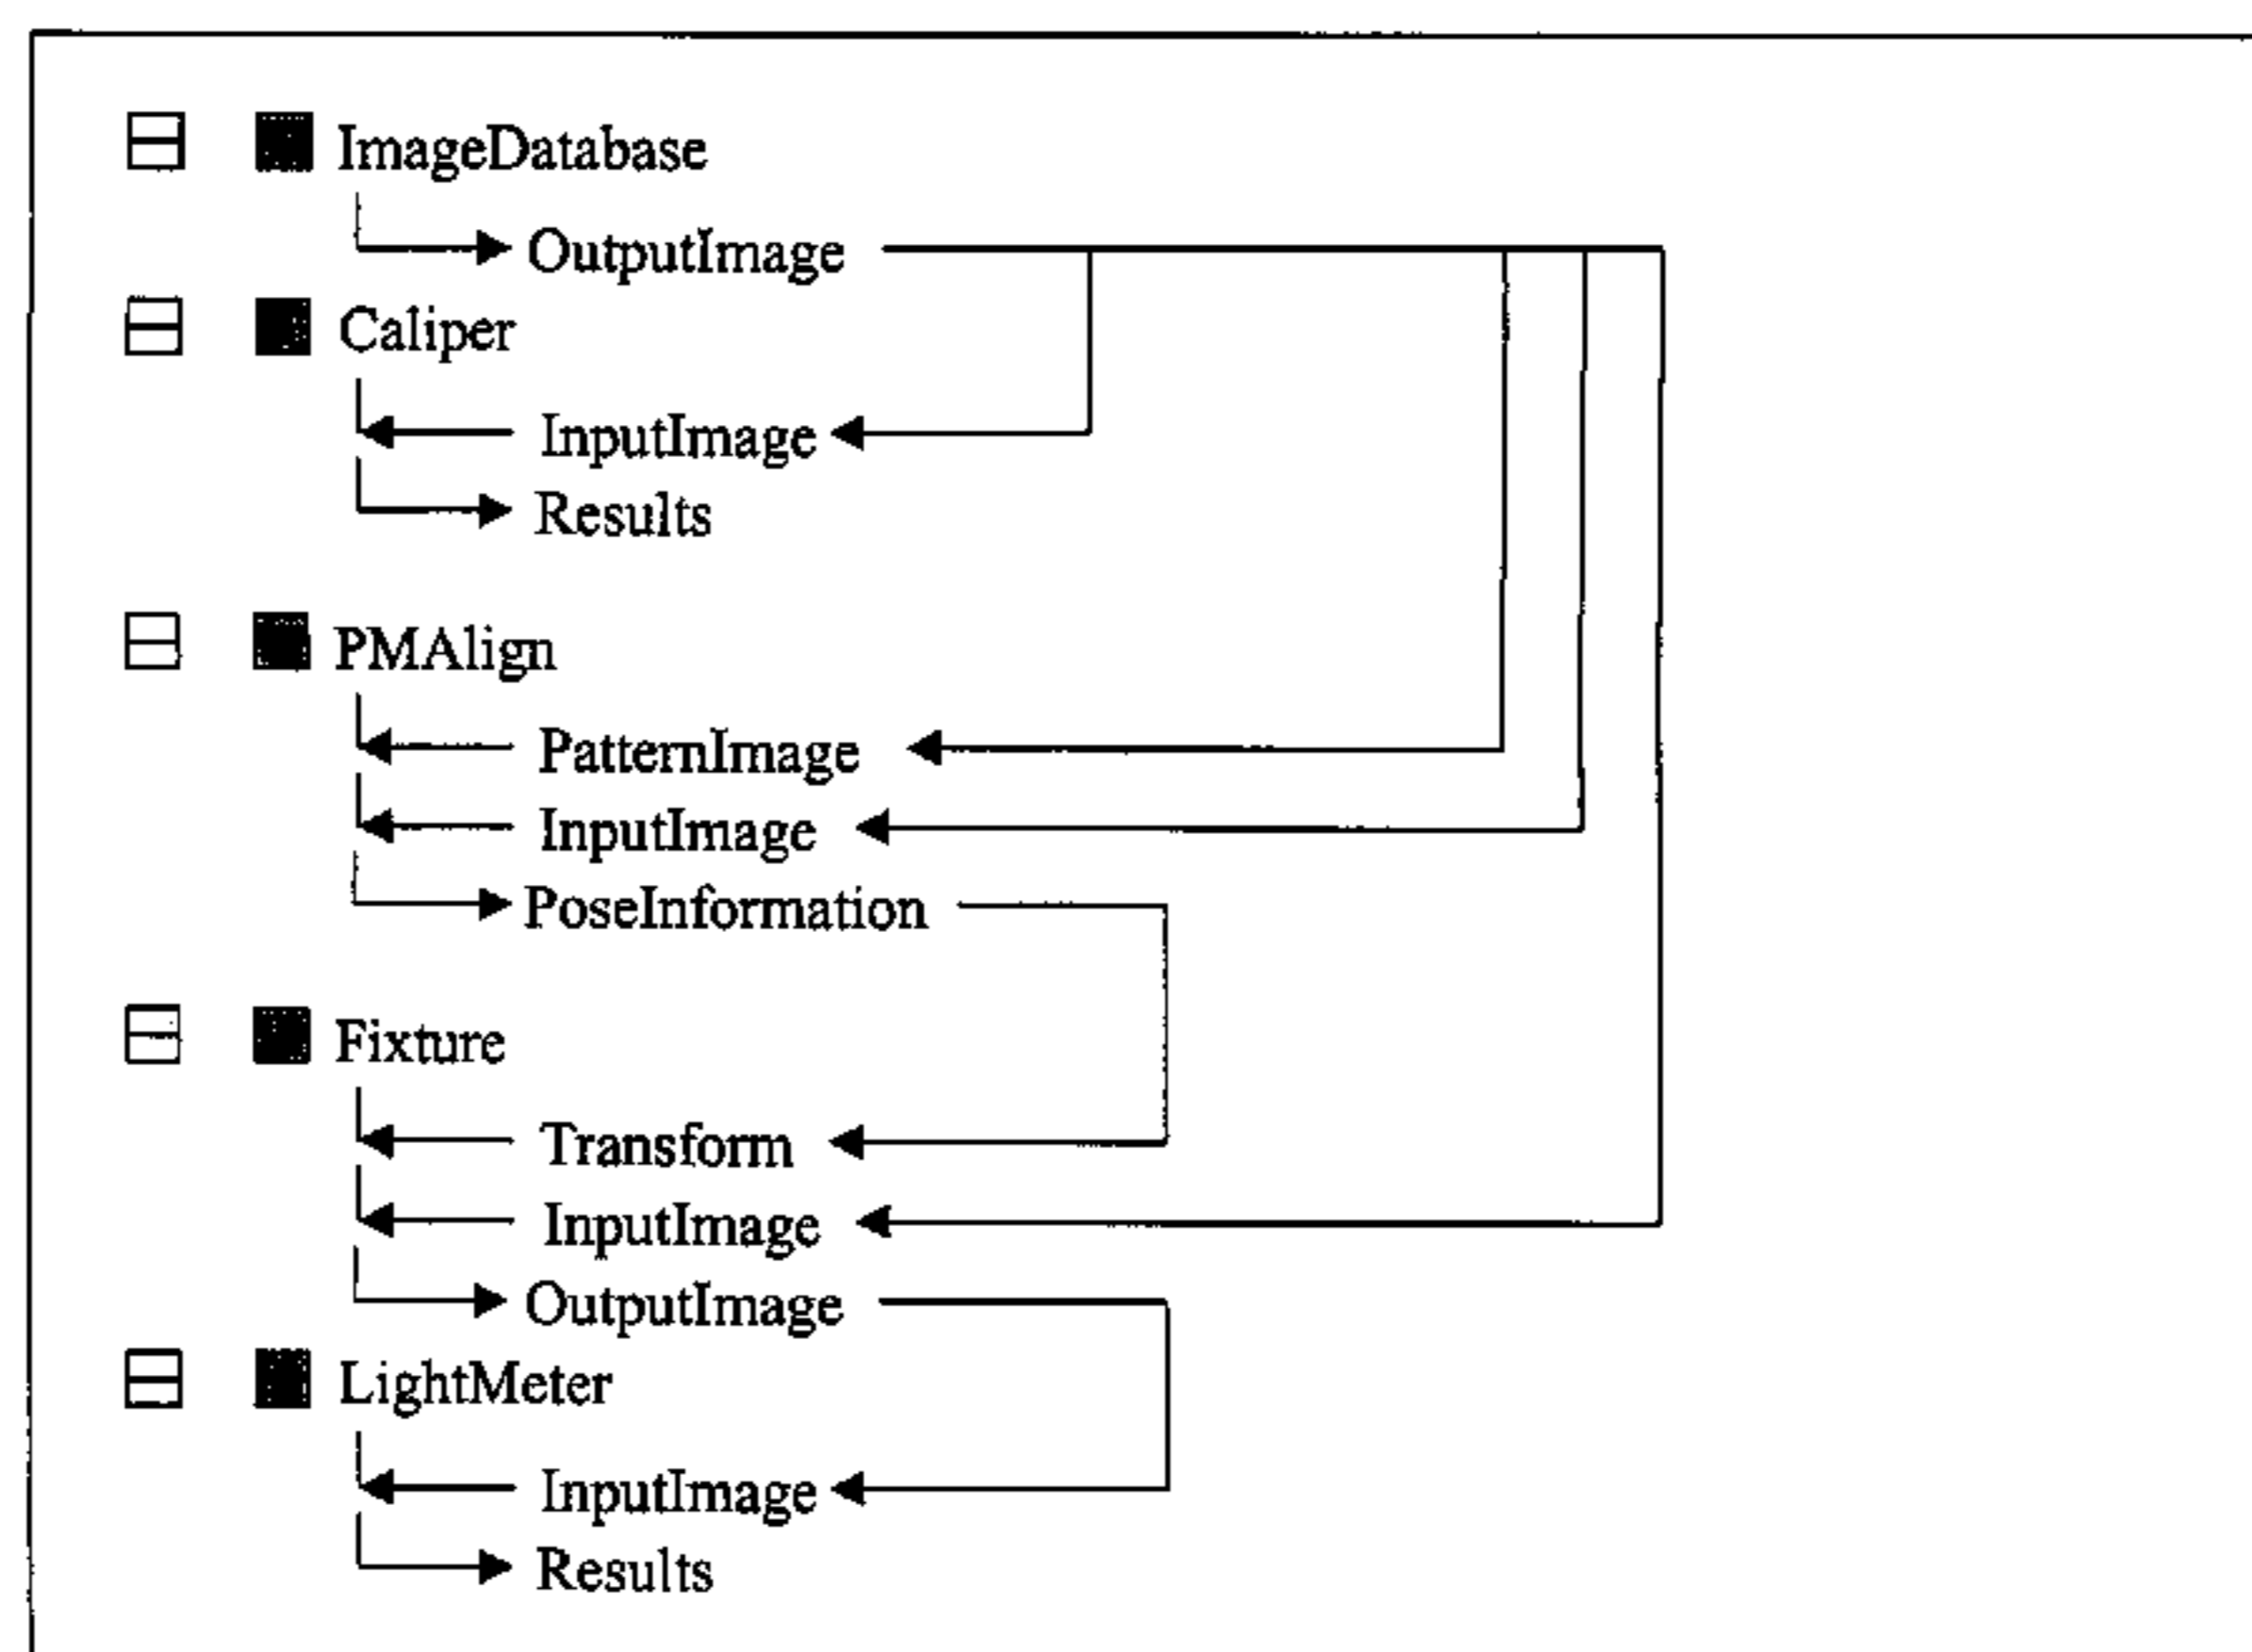 ImageDatabase
OutputImage
Caliper
InputImage
Results
PMAlign
PatternImage
InputImage
PoseInformation
Fixture
Transform
InputImage
OutputImage
LightMeter
InputImage
Results